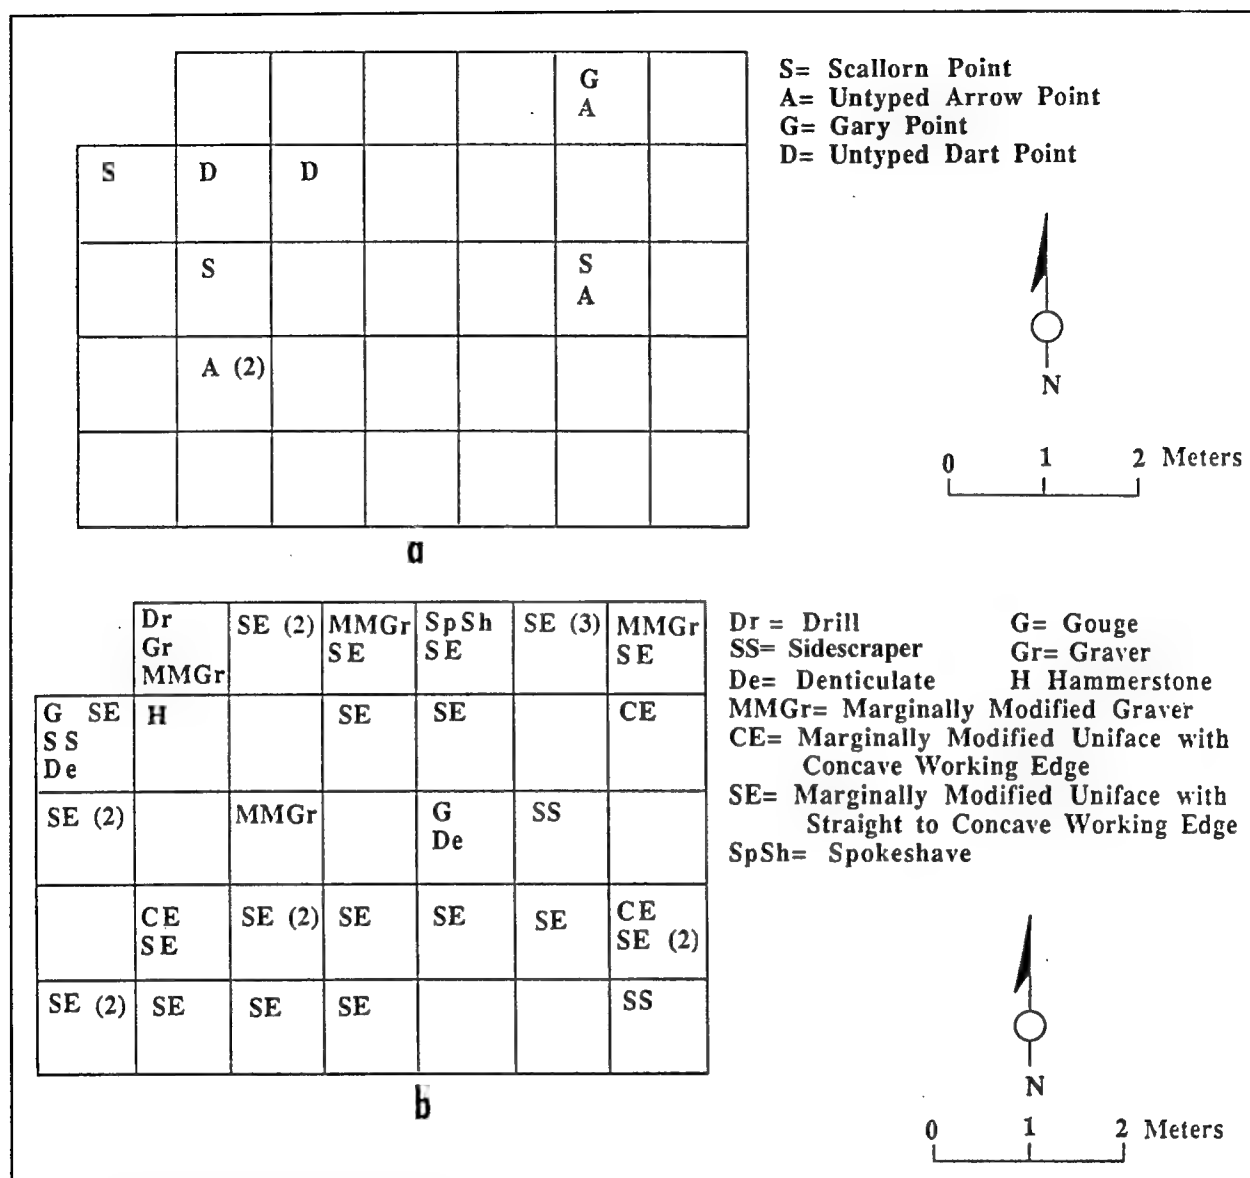 G
A
S= Scallorn Point
A= Untyped Arrow Point
G= Gary Point
D= Untyped Dart Point
S D D
S S
A
A (2)
N
0 1 2 Meters
a
Dr SE (2) MMGr SpSh SE (3) MMGr
Gr SE SE SE
MMGr
G SE H SE SE CE
SS
De
SE (2) MMGr G SS
De
CE SE (2) SE SE SE CE
SE SE (2)
SE (2) SE SE SE SS
b
Dr = Drill G= Gouge
SS= Sidescraper Gr= Graver
De= Denticulate H Hammerstone
MMGr= Marginally Modified Graver
CE= Marginally Modified Uniface with
Concave Working Edge
SE= Marginally Modified Uniface with
Straight to Concave Working Edge
SpSh= Spokeshave
N
0 1 2 Meters